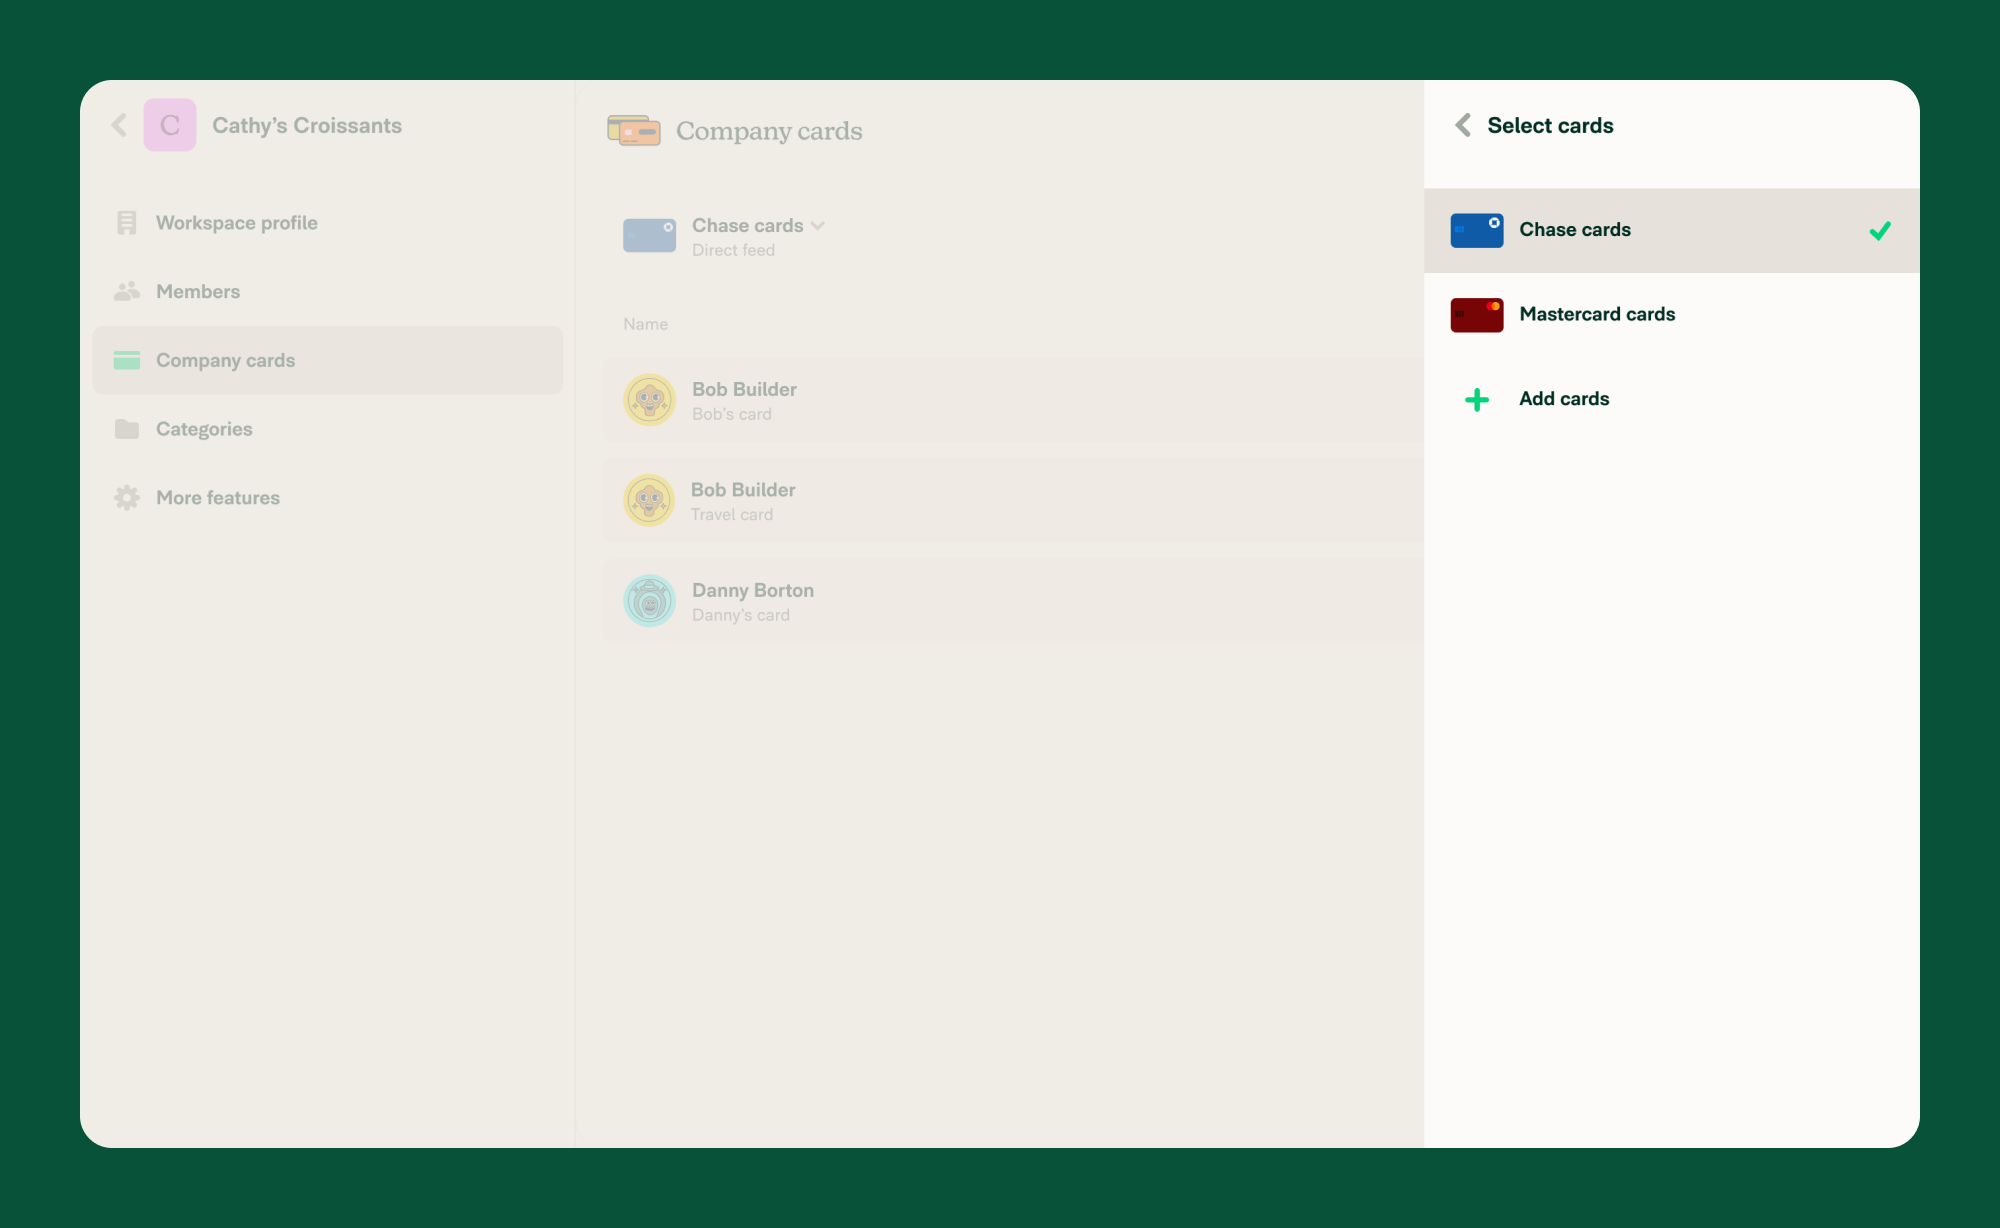 C
Cathy’s Croissants
Workspace profile
Members
Company cards
Categories
More features
Company cards
Chase cards
Direct feed
Name
Bob Builder
Bob’s card
Bob Builder
Travel card
Danny Borton
Danny’s card
Select cards
Chase cards
Mastercard cards
Add cards